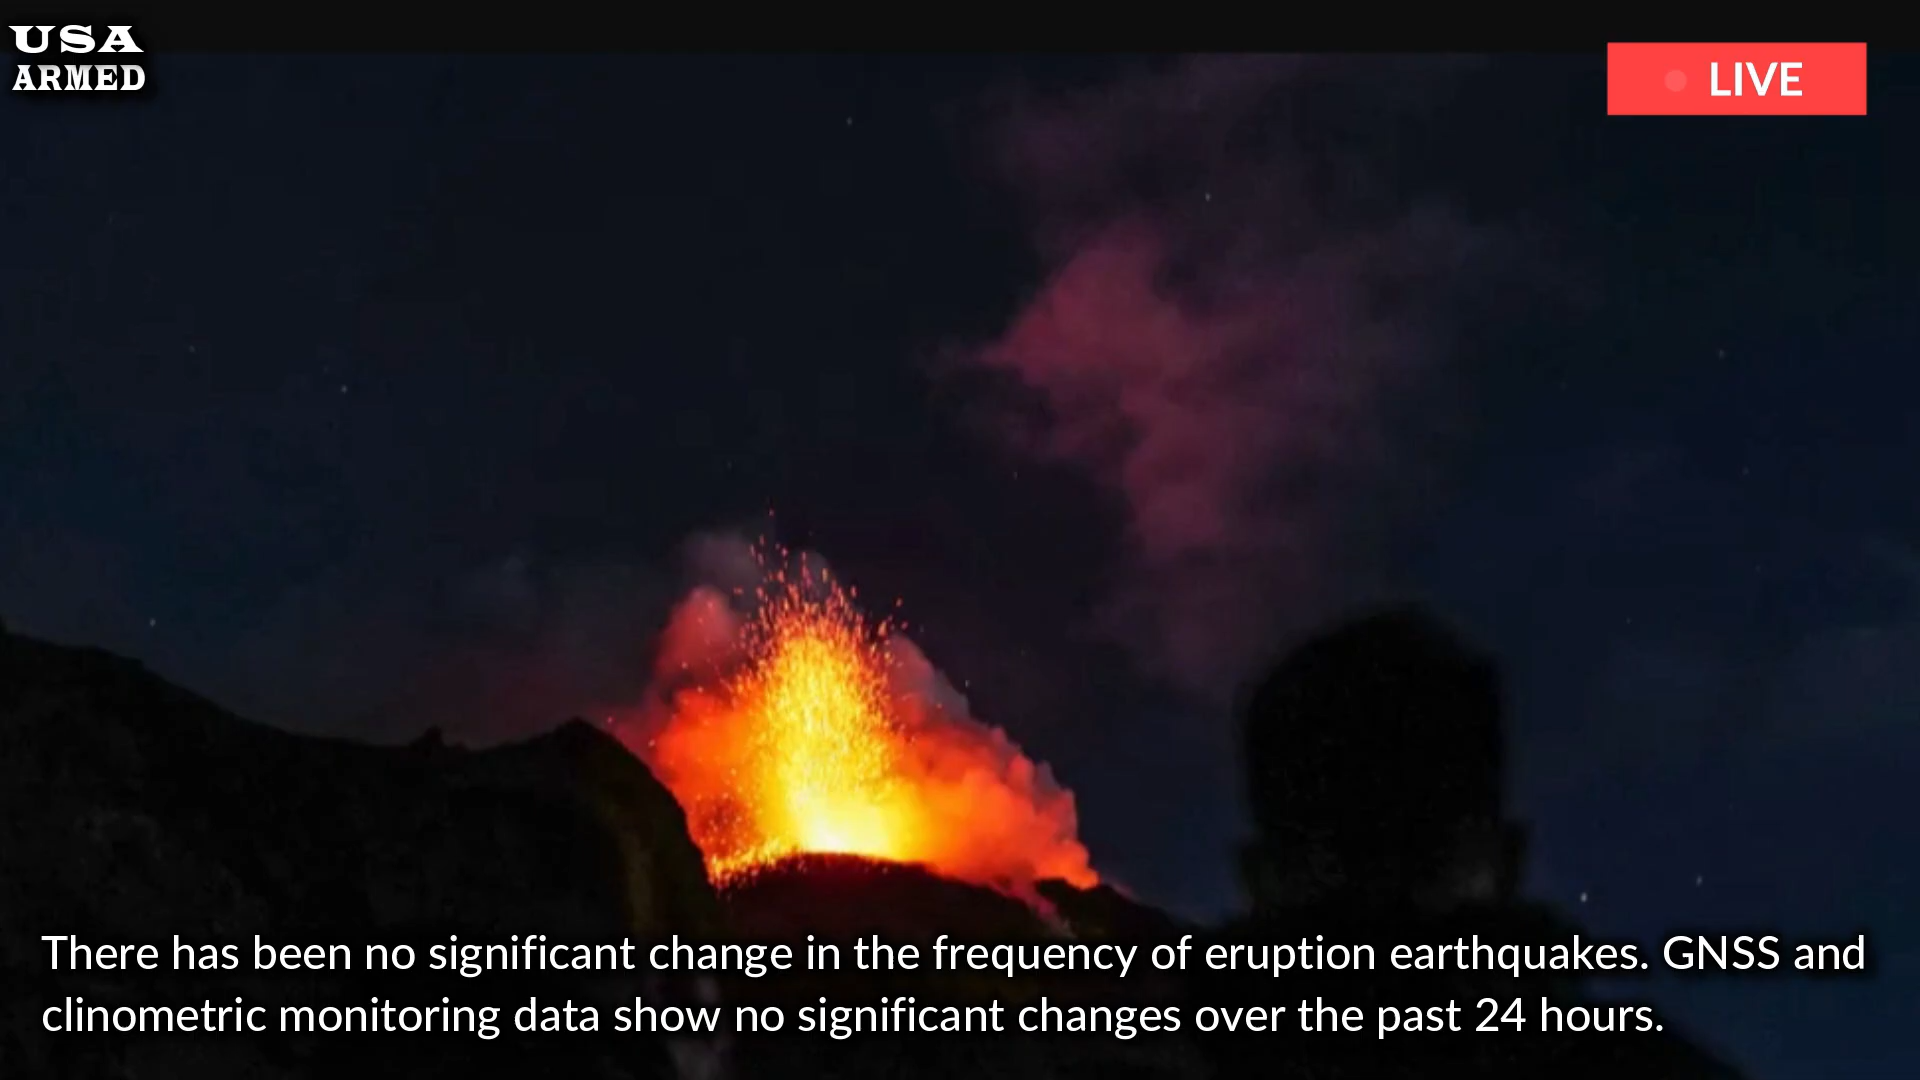 USA
ARMED
LIVE
There has been no significant change in the frequency of eruption earthquakes. GNSS and
clinometric monitoring data show no significant changes over the past 24 hours.